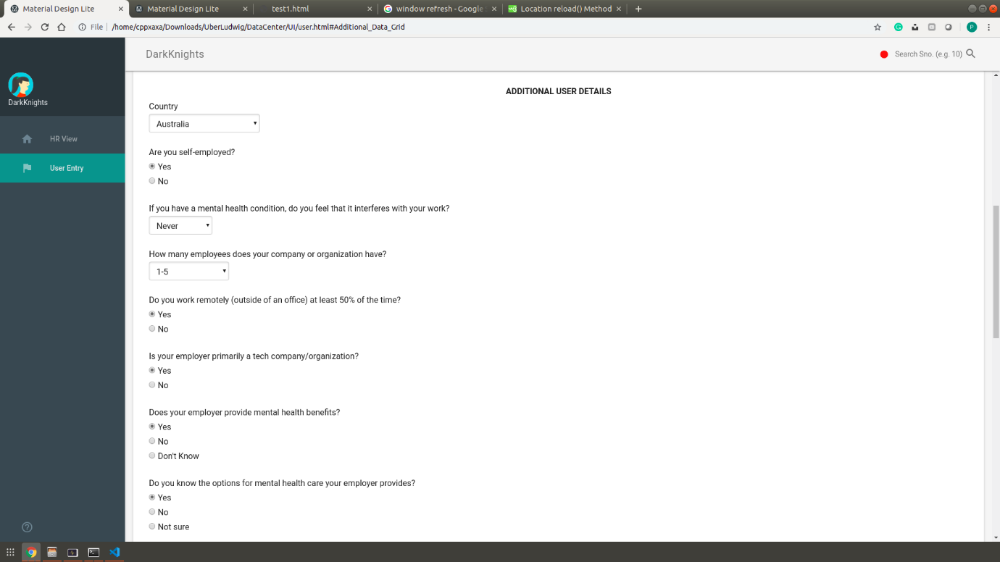 Material Design Lite
Material Design Lite
test1.html
window refresh - Google
Location reload() Method
File
/home/cppxaxa/Downloads/UberLudwig/DataCenter/UI/user.html#Additional_Data_Grid
P
DarkKnights
Search Sno. (e.g. 10)
DarkKnights
HR View
User Entry
ADDITIONAL USER DETAILS
Country
Australia
Are you self-employed?
Yes
No
If you have a mental health condition, do you feel that it interferes with your work?
Never
How many employees does your company or organization have?
1-5
Do you work remotely (outside of an office) at least 50% of the time?
Yes
No
Is your employer primarily a tech company/organization?
Yes
No
Does your employer provide mental health benefits?
Yes
No
Don't Know
Do you know the options for mental health care your employer provides?
Yes
No
Not sure